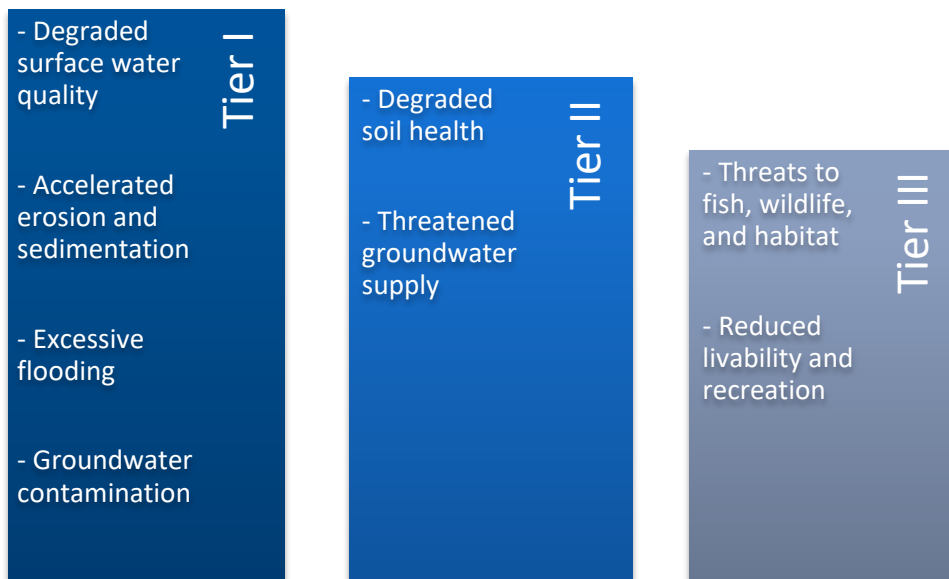 Tier I
- Degraded
surface water
quality
- Accelerated
erosion and
sedimentation
- Excessive
flooding
- Groundwater
contamination
Tier II
- Degraded
soil health
- Threatened
groundwater
supply
Tier III
- Threats to
fish, wildlife,
and habitat
- Reduced
livability and
recreation